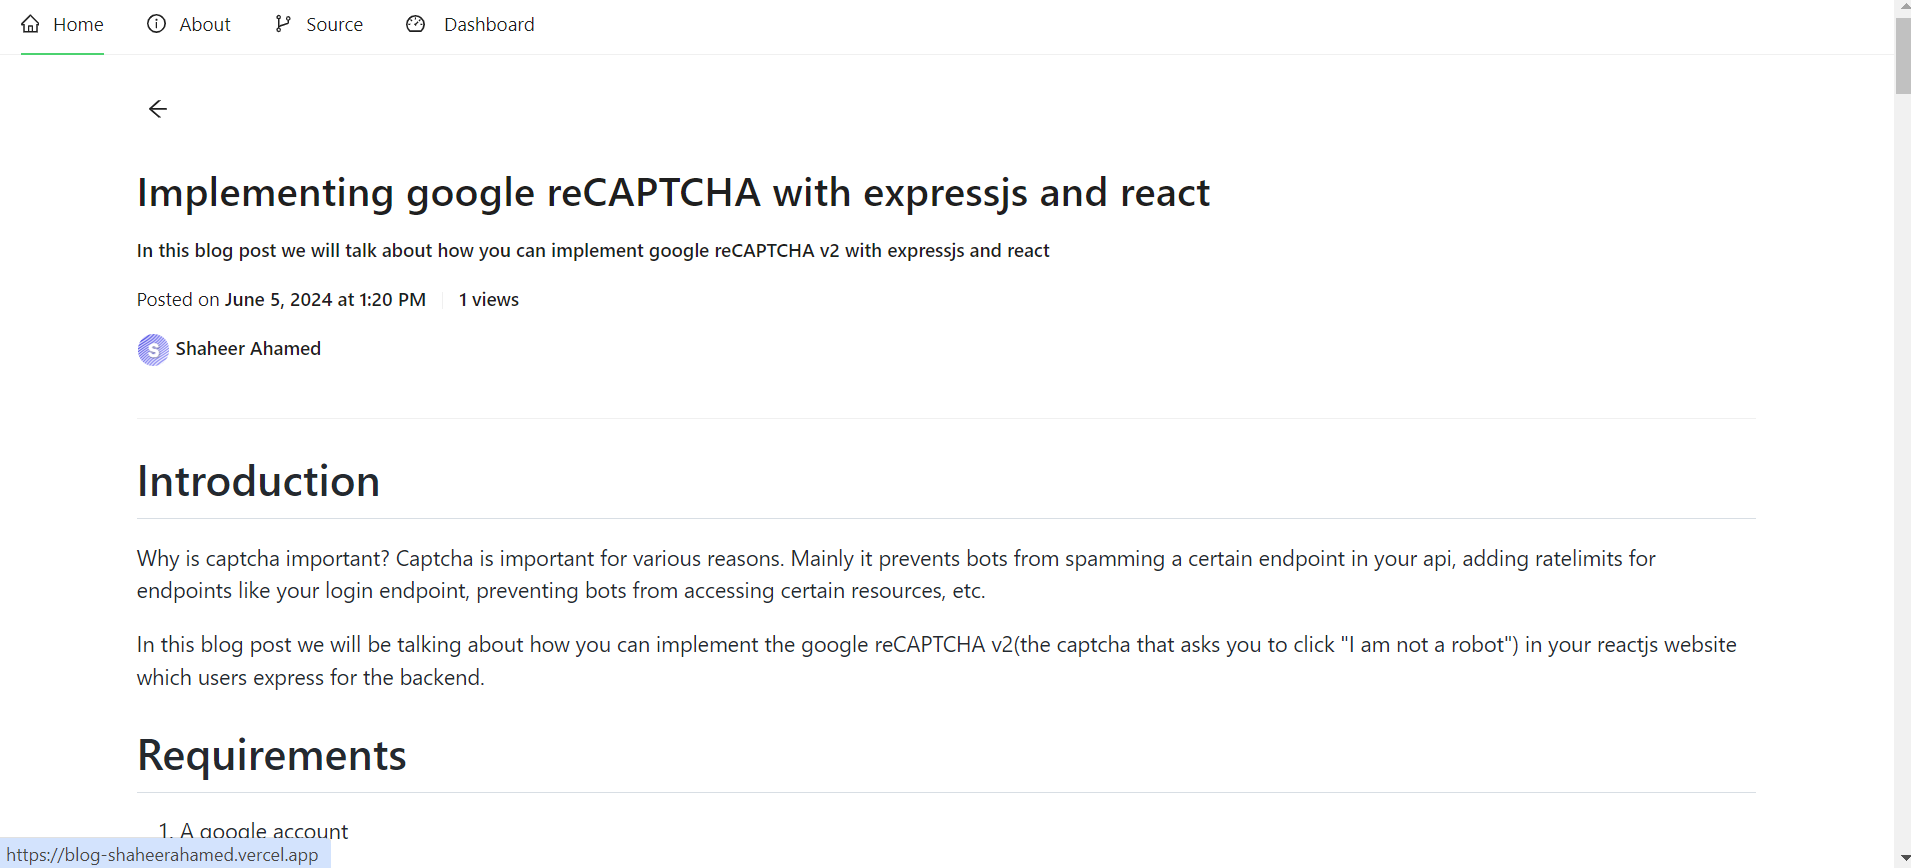 Home About Source Dashboard
Implementing google reCAPTCHA with expressjs and react
In this blog post we will talk about how you can implement google reCAPTCHA v2 with expressjs and react
Posted on June 5, 2024 at 1:20 PM 1 views
S Shaheer Ahamed
Introduction
Why is captcha important? Captcha is important for various reasons. Mainly it prevents bots from spamming a certain endpoint in your api, adding ratelimits for
endpoints like your login endpoint, preventing bots from accessing certain resources, etc.
In this blog post we will be talking about how you can implement the google reCAPTCHA v2(the captcha that asks you to click "I am not a robot") in your reactjs website
which users express for the backend.
Requirements
1. A google account
https://blog-shaheerahamed.vercel.app